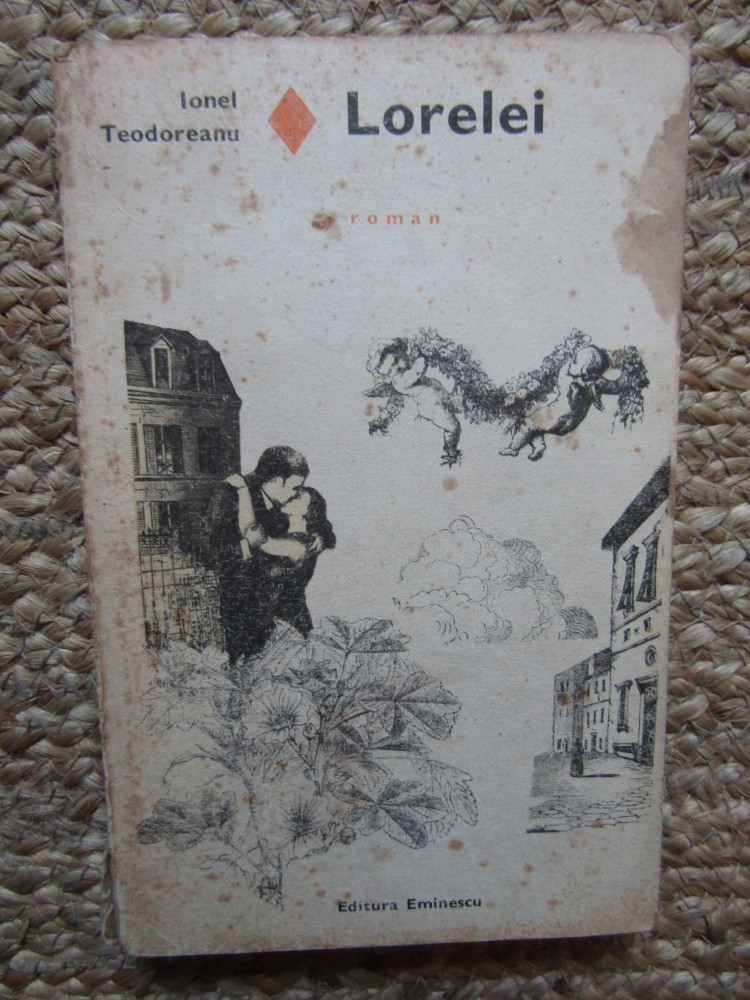 Ionel
Teodoreanu
Lorelei
roman
Editura Eminescu